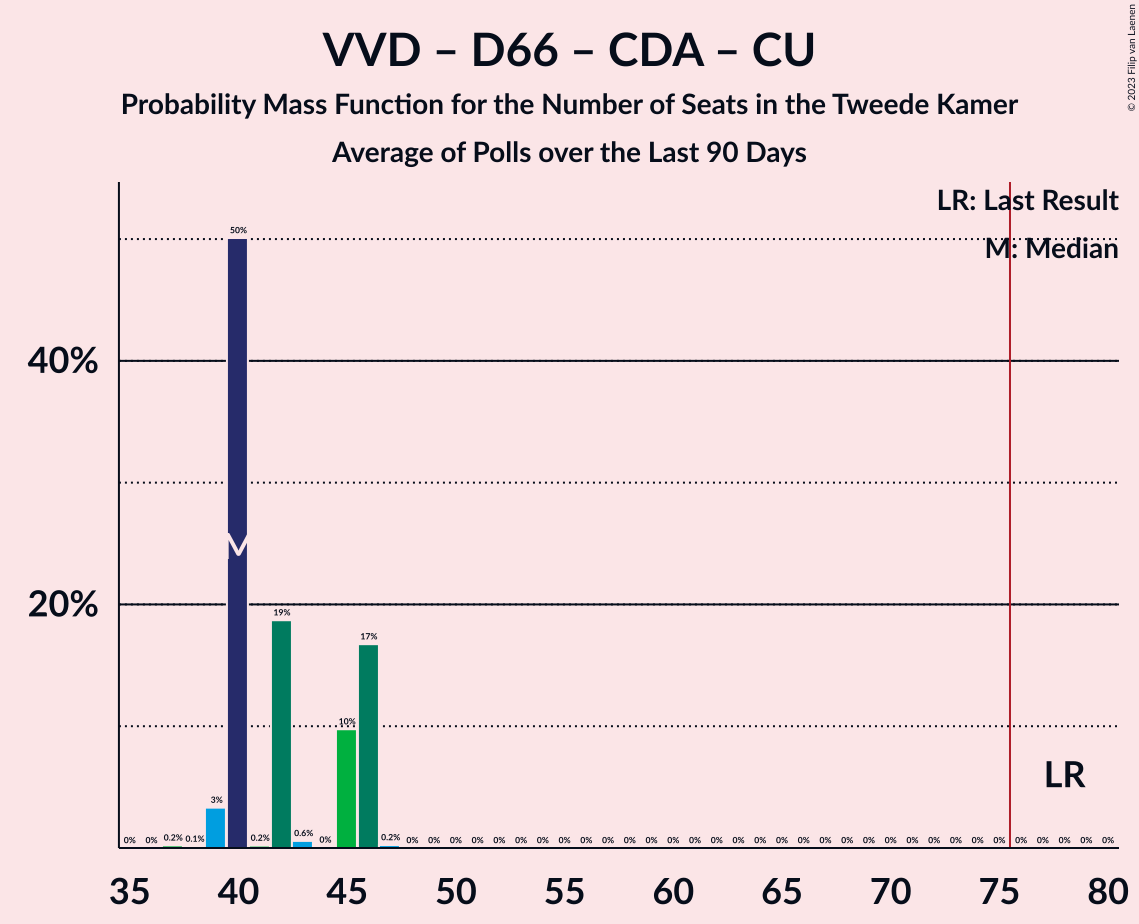 VVD – D66 – CDA – CU
Probability Mass Function for the Number of Seats in the Tweede Kamer
Average of Polls over the Last 90 Days
© 2023 Filip van Laenen
LR: Last Result
M: Median
50%
40%
20%
M
19%
17%
10%
LR
3%
0% 0% 0.2% 0.1% 0.2% 0.6% 0% 0.2% 0% 0% 0% 0% 0% 0% 0% 0% 0% 0% 0% 0% 0% 0% 0% 0% 0% 0% 0% 0% 0% 0% 0% 0% 0% 0% 0% 0% 0% 0% 0% 0% 0%
35 40 45 50 55 60 65 70 75 80